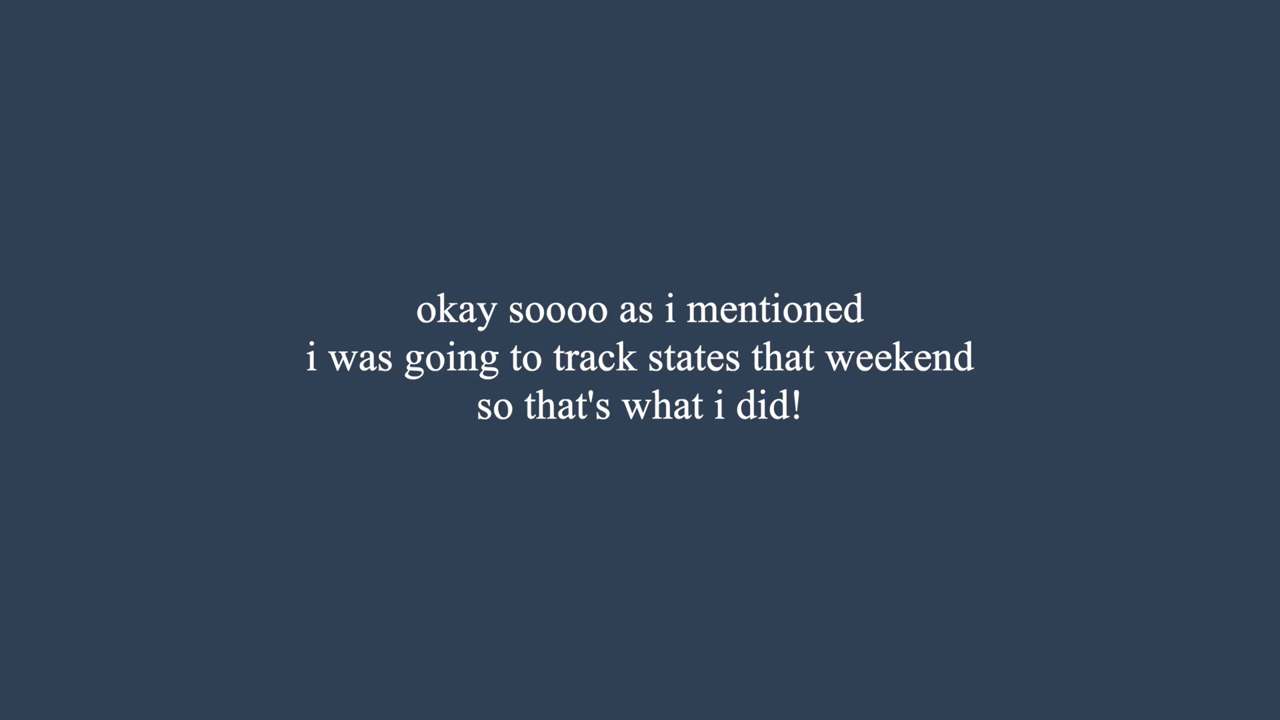 okay soooo as i mentioned
i was going to track states that weekend
so that's what i did!